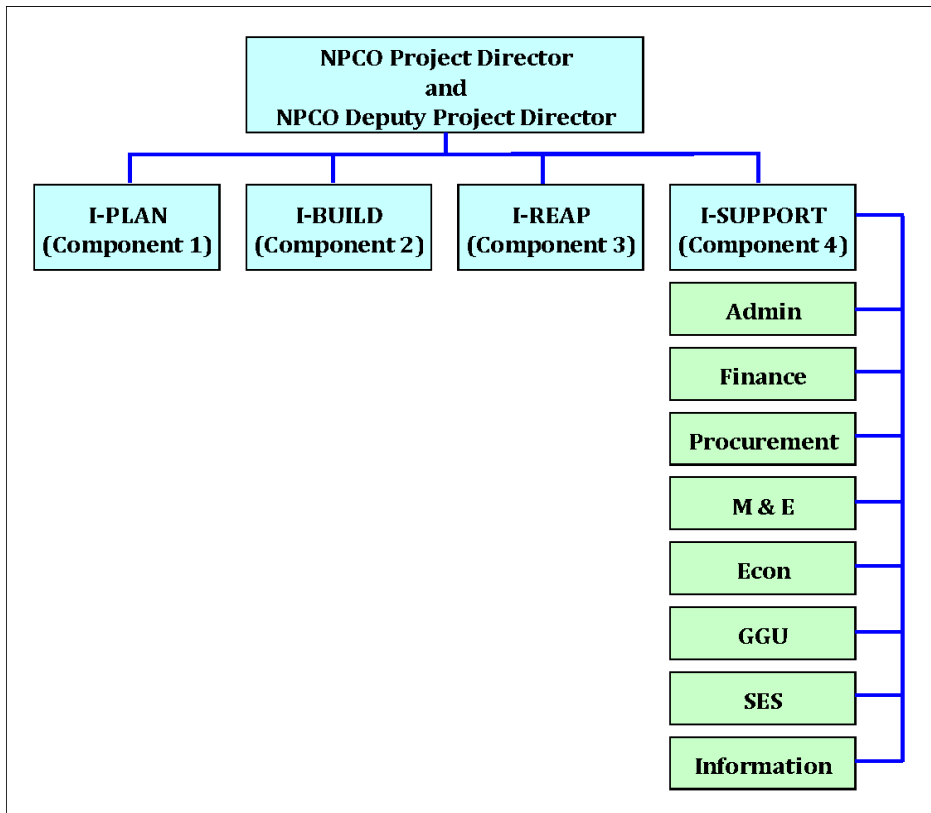 NPCO Project Director
and
NPCO Deputy Project Director
I-PLAN
(Component 1)
I-BUILD
(Component 2)
I-REAP
(Component 3)
I-SUPPORT
(Component 4)
Admin
Finance
Procurement
M & E
Econ
GGU
SES
Information